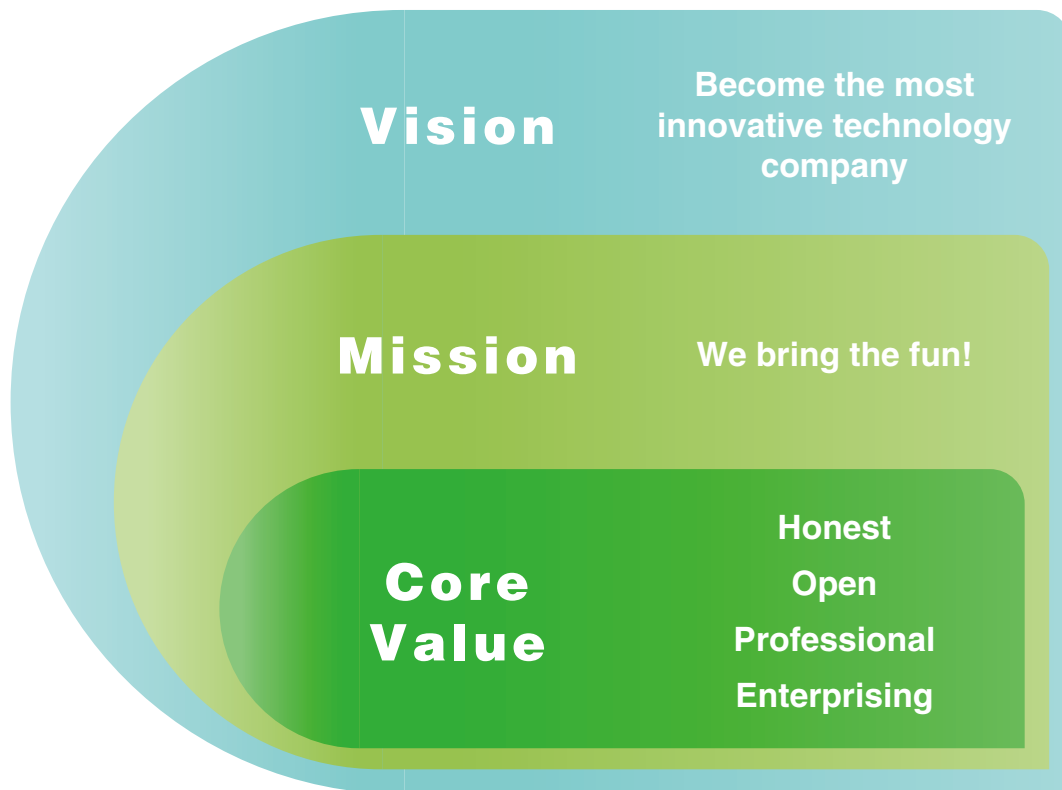 Vision
Become the most
innovative technology
company
Mission
We bring the fun!
Core
Value
Honest
Open
Professional
Enterprising